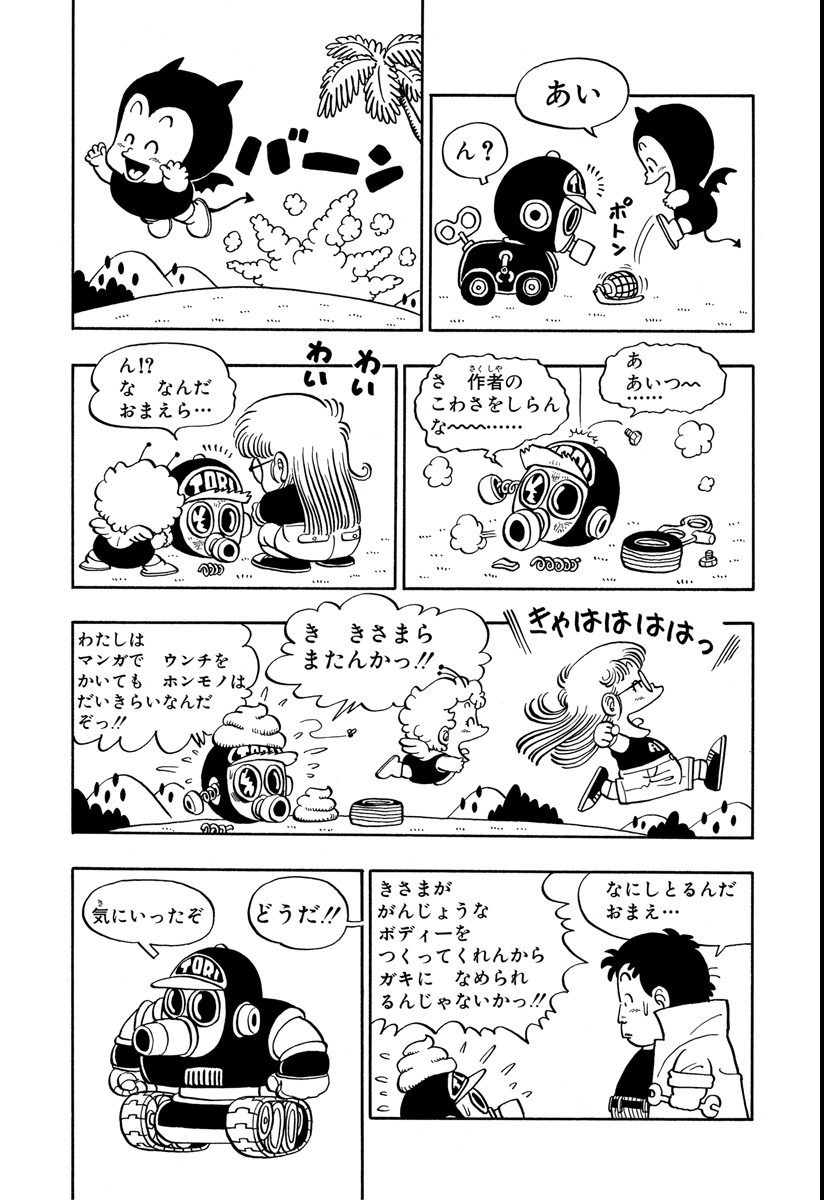 あい
ん?
ポトン
バーン
あ
あいつ〜
……
さ 作者の
こわさをしらん
な〜〜……
わい
わい
ん!?
な なんだ
おまえら…
TORI
きゃはははっ
き きさまら
またんかっ!!
わたしは
マンガで ウンチを
かいても ホンモノは
だいきらいなんだ
ぞっ!!
なにしとるんだ
おまえ…
きさまが
がんじょうな
ボディーを
つくってくれんから
ガキに なめられ
るんじゃないかっ!!
どうだ!!
気にいったぞ
TORI